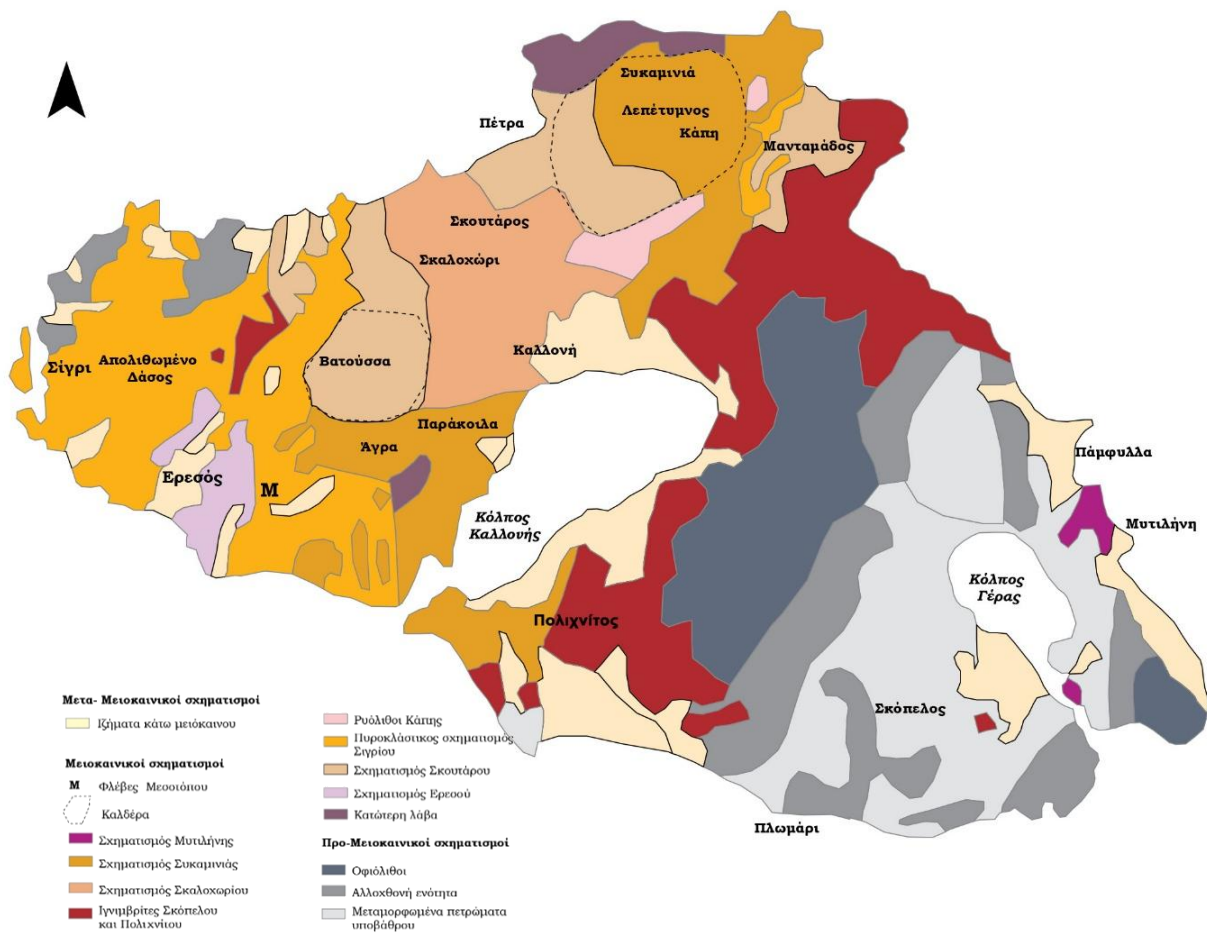 Συκαμινιά
Λεπέτυμνος
Πέτρα
Κάπη
Μανταμάδος
Σκουτάρος
Σκαλοχώρι
Σίγρι
Απολιθωμένο
Δάσος
Βατούσσα
Καλλονή
Παράκοιλα
Άγρα
Ερεσός
Μ
Πάμφυλλα
Μυτιλήνη
Κόλπος
Καλλονής
Κόλπος
Γέρας
Πολιχνίτος
Σκόπελος
Πλωμάρι
Μετα- Μειοκαινικοί σχηματισμοί
Ιζήματα κάτω μειόκαινου
Μειοκαινικοί σχηματισμοί
Μ Φλέβες Μεσοτόπου
Καλδέρα
Σχηματισμός Μυτιλήνης
Σχηματισμός Συκαμινιάς
Σχηματισμός Σκαλοχωρίου
Ιγνιμβρίτες Σκόπελου
και Πολιχνίτου
Ρυόλιθοι Κάπης
Πυροκλάστικος σχηματισμός
Σιγρίου
Σχηματισμός Σκουτάρου
Σχηματισμός Ερεσού
Κατώτερη λάβα
Προ-Μειοκαινικοί σχηματισμοί
Οφιόλιθοι
Αλλοχθονή ενότητα
Μεταμορφωμένα πετρώματα
υποβάθρου